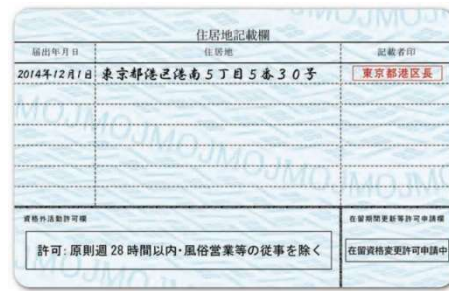 住居地記載欄
届出年月日 住居地 記載者印
2014年12月1日 東京都港区港南5丁目5番30号 東京都港区長
MOJMOJMOJMOJMOJMO
資格外活動許可欄 在留期間更新等許可申請欄
許可:原則週28時間以内・風俗営業等の従事を除く 在留資格変更許可申請中